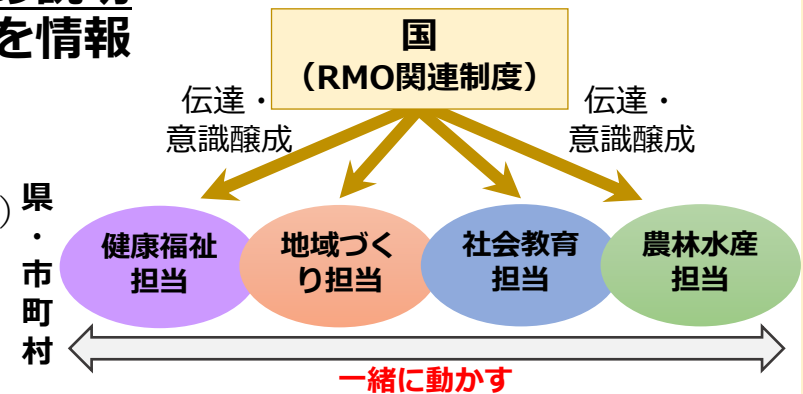 を情報
国
（RMO関連制度）
伝達・
意識醸成
伝達・
意識醸成
）
県・市町村
健康福祉
担当
地域づく
り担当
社会教育
担当
農林水産
担当
一緒に動かす